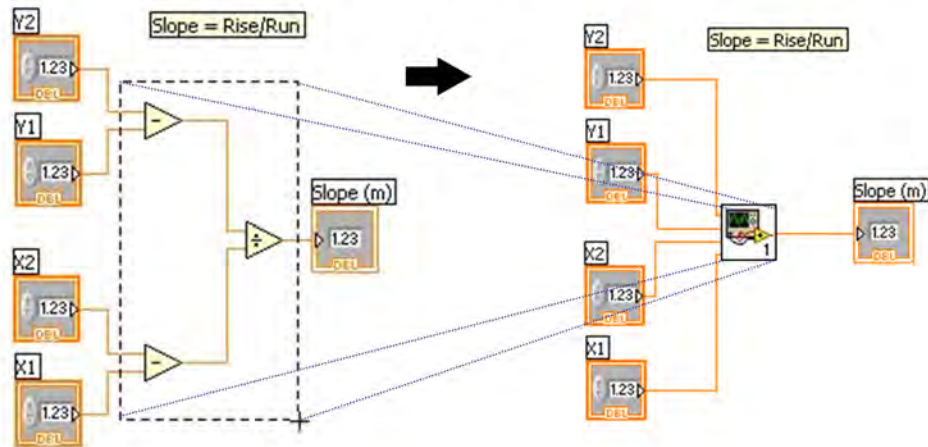 Slope = Rise/Run
Y2
1.23
DBL
Y1
1.23
DBL
X2
1.23
DBL
X1
1.23
DBL
Slope (m)
1.23
DBL
Slope = Rise/Run
Y2
1.23
DBL
Y1
1.23
DBL
X2
1.23
DBL
X1
1.23
DBL
1
Slope (m)
1.23
DBL